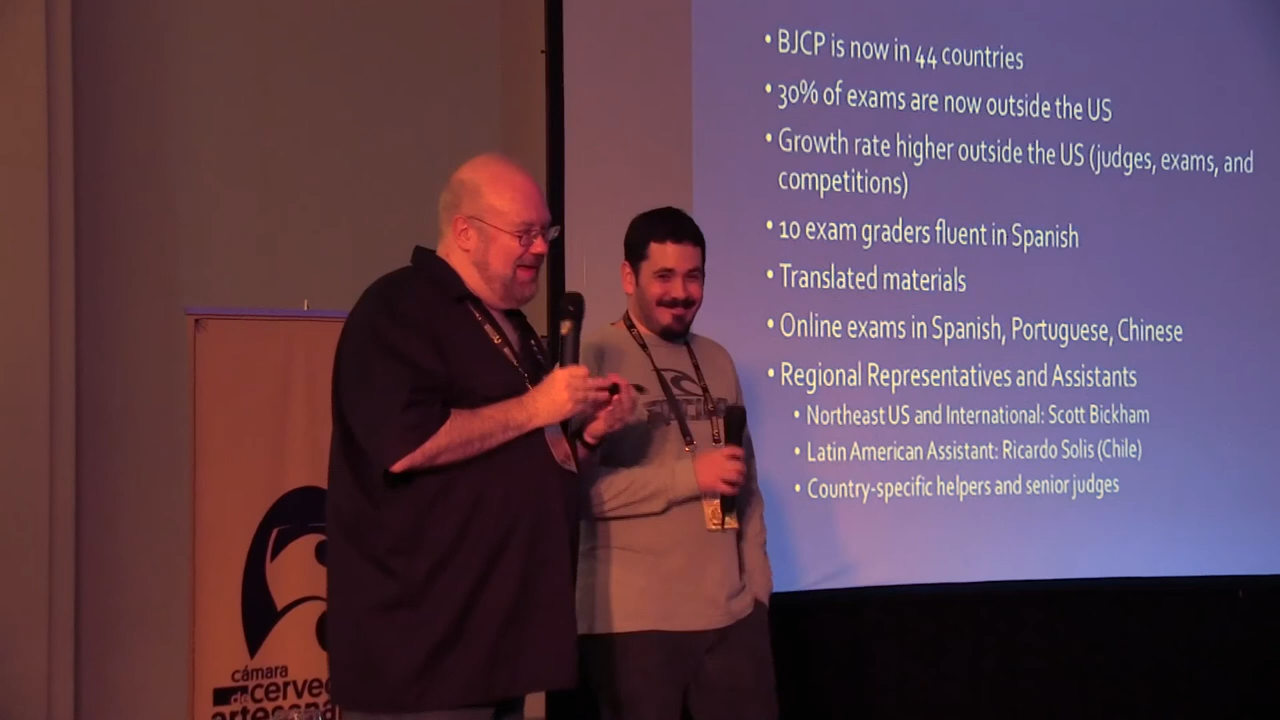 • BJCP is now in 44 countries
• 30% of exams are now outside the US
• Growth rate higher outside the US (judges, exams, and
competitions)
• 10 exam graders fluent in Spanish
• Translated materials
• Online exams in Spanish, Portuguese, Chinese
• Regional Representatives and Assistants
• Northeast US and International: Scott Bickham
• Latin American Assistant: Ricardo Solis (Chile)
• Country-specific helpers and senior judges
cámara
de cerve
artesana